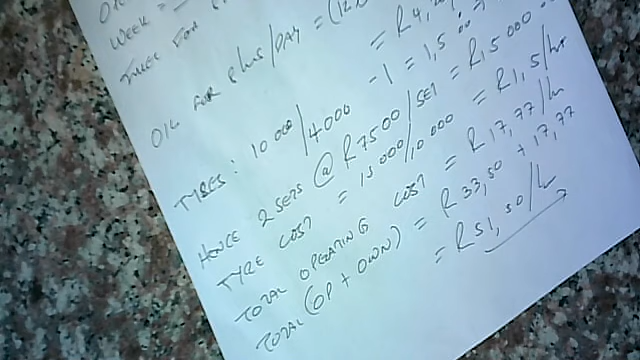 WEEK =
OIL FOR PLUS/DAY = (12
= R4,
TYRES: 10 000/4000 - 1 = 1,5
HENCE 2 SETS @ R7500/SET = R15 000
TYRE COST = 15 000/10 000 = R1,5/hr
TOTAL OPERATING COST = R17,77/hr
TOTAL (OP + OWN) = R33,50 + 17,77
= R51,50/hr